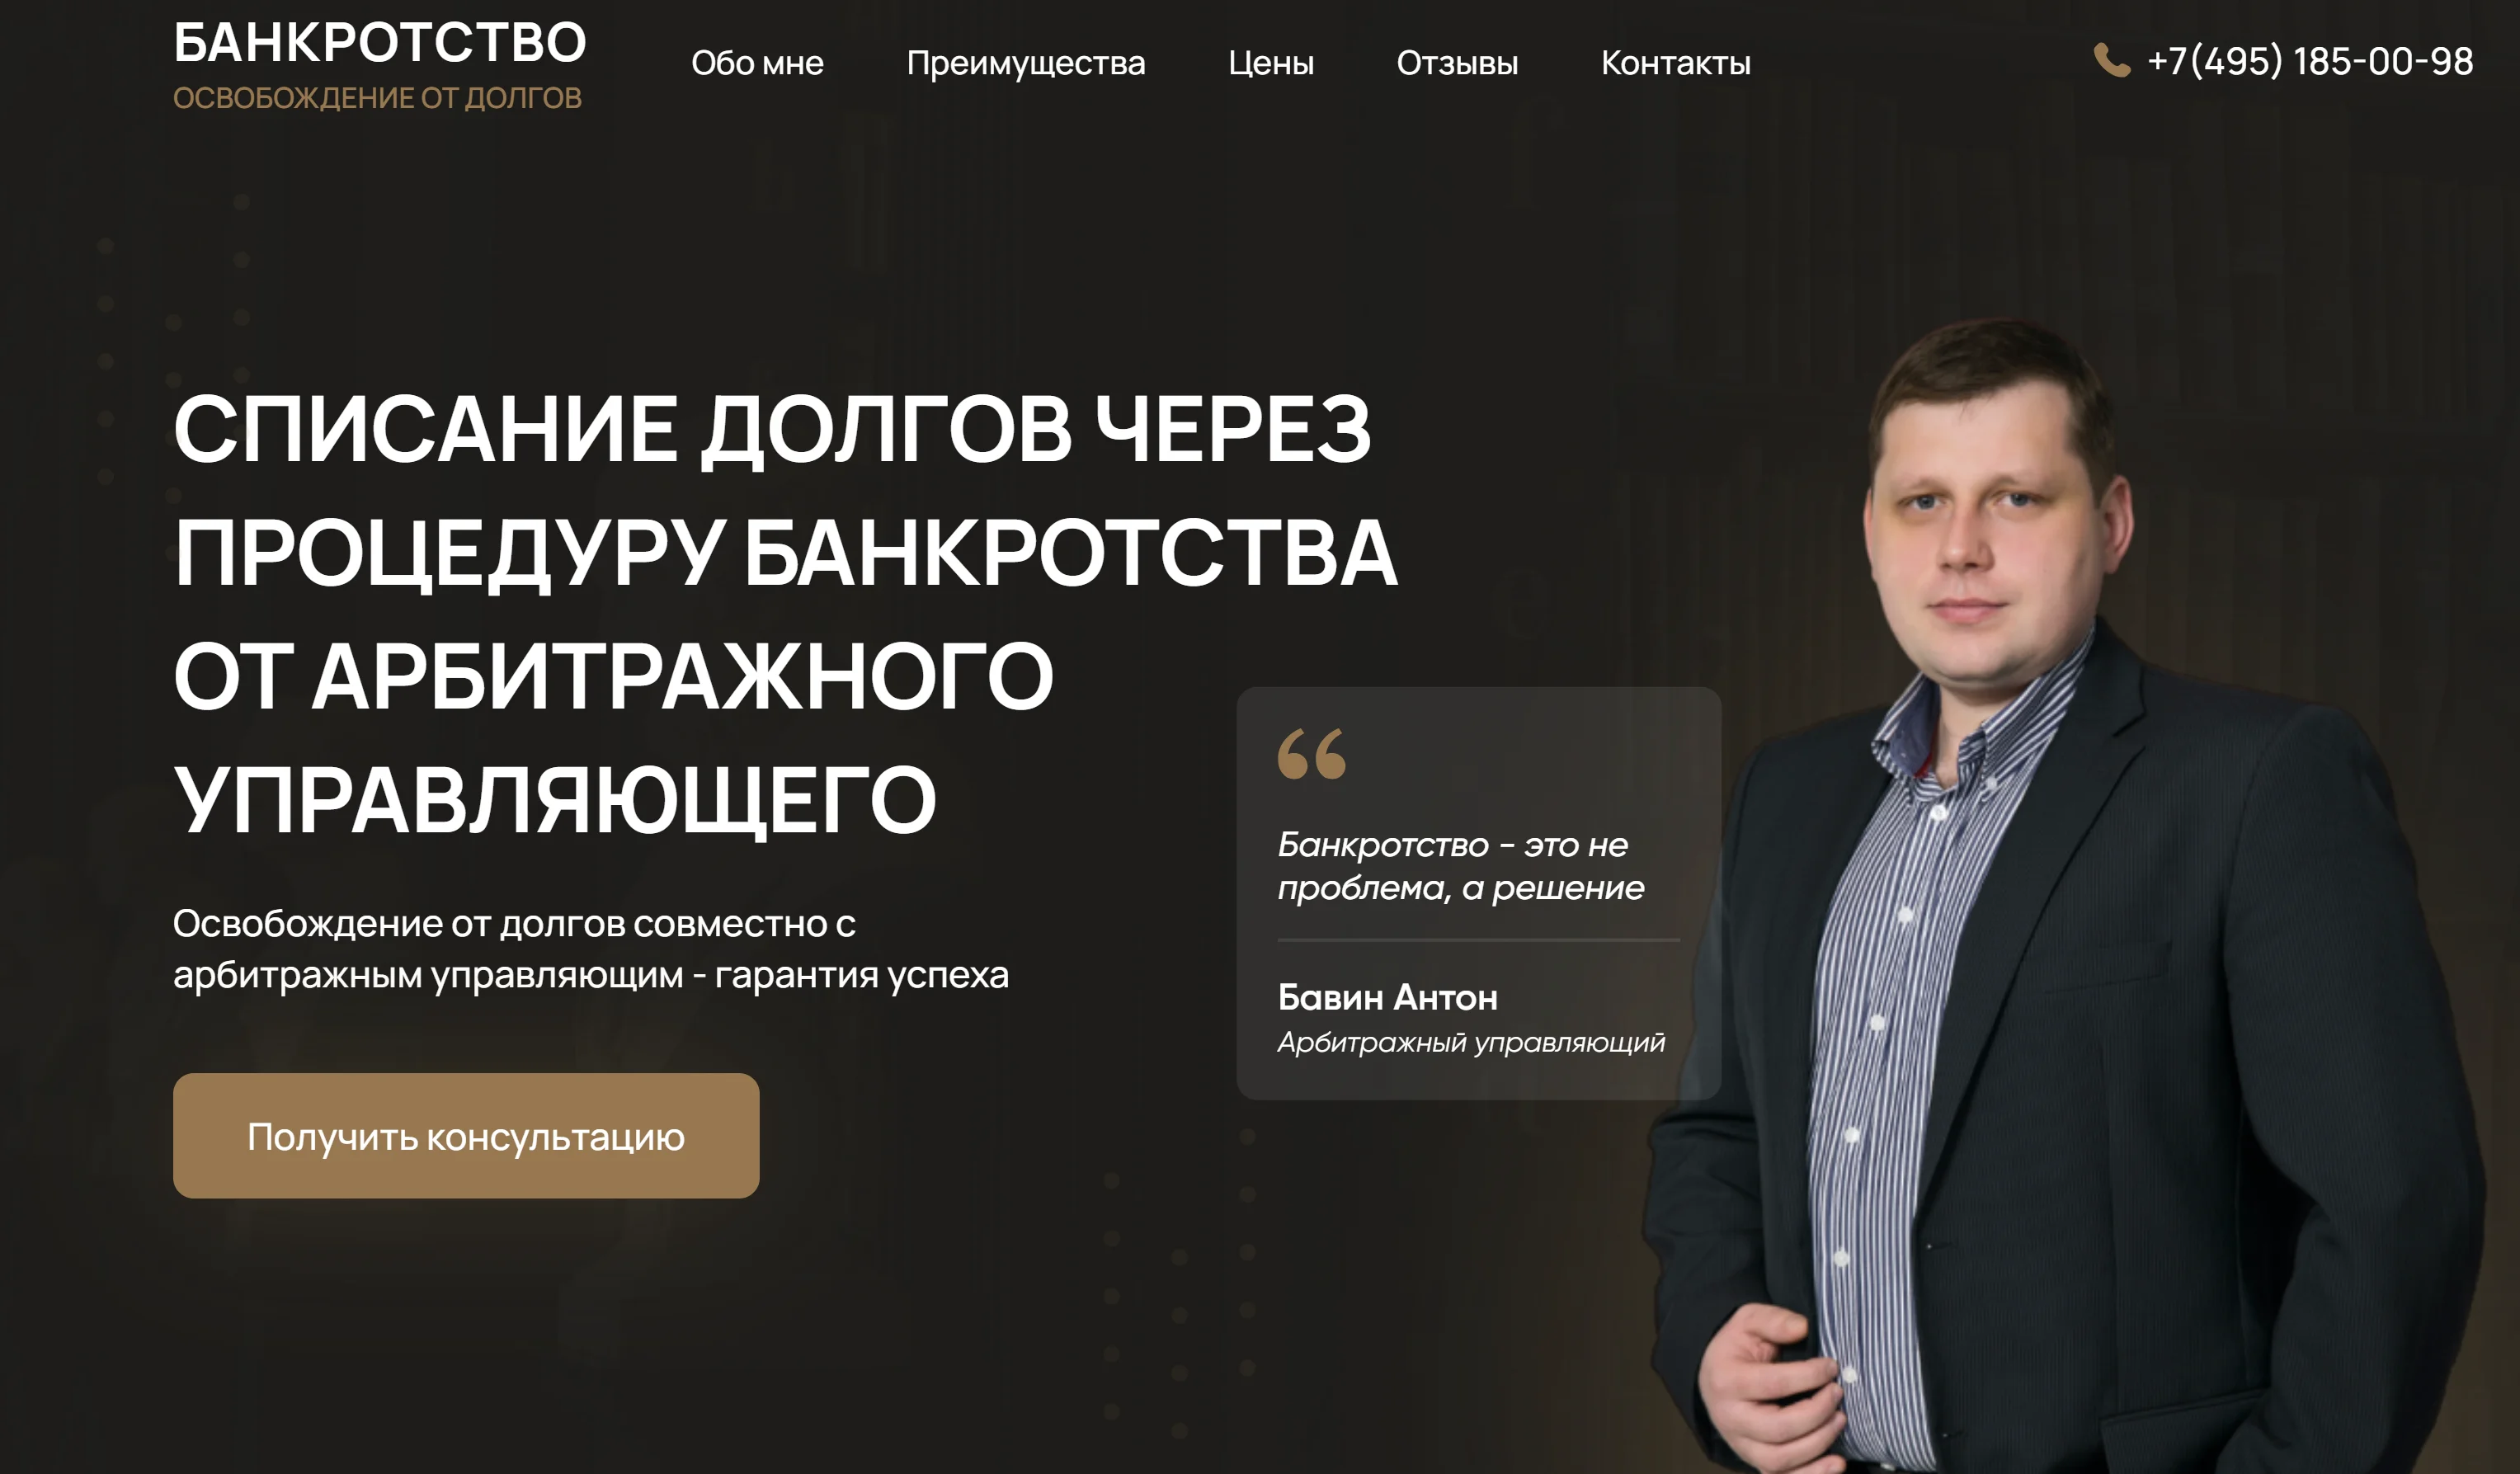 БАНКРОТСТВО
ОСВОБОЖДЕНИЕ ОТ ДОЛГОВ
Обо мне
Преимущества
Цены
Отзывы
Контакты
+7(495) 185-00-98
СПИСАНИЕ ДОЛГОВ ЧЕРЕЗ
ПРОЦЕДУРУ БАНКРОТСТВА
ОТ АРБИТРАЖНОГО
УПРАВЛЯЮЩЕГО
Освобождение от долгов совместно с
арбитражным управляющим - гарантия успеха
Получить консультацию
“
Банкротство - это не
проблема, а решение
Бавин Антон
Арбитражный управляющий